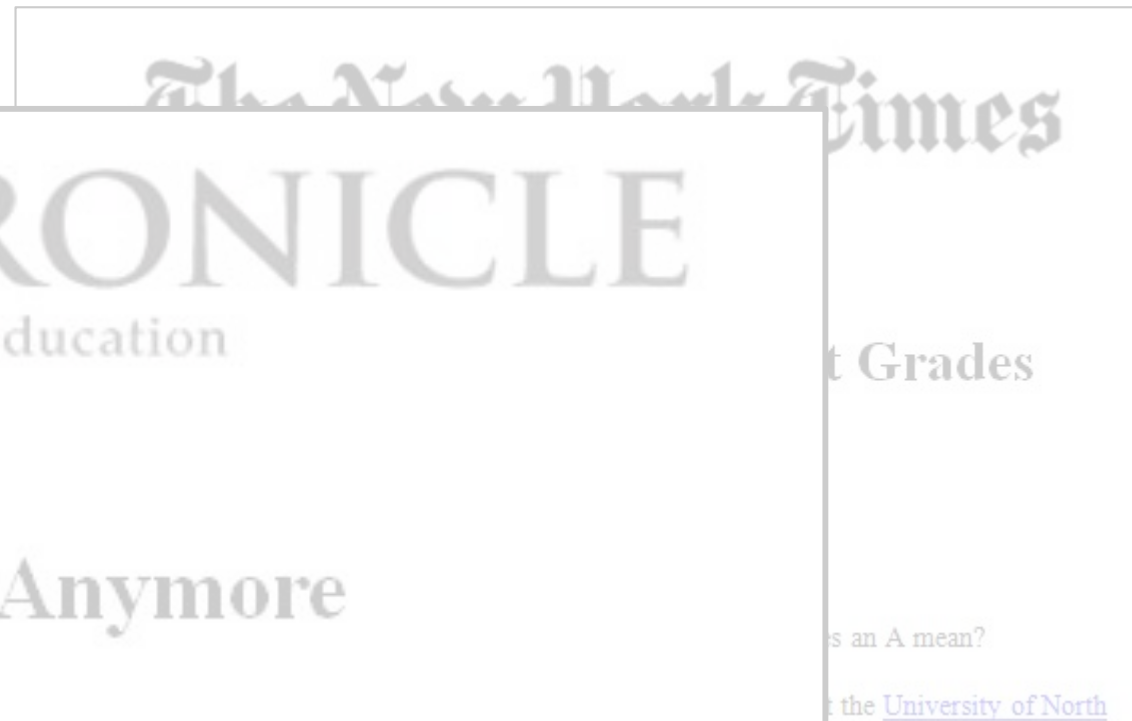 The New York Times
RONICLE
ducation
t Grades
Anymore
s an A mean?
t the University of North